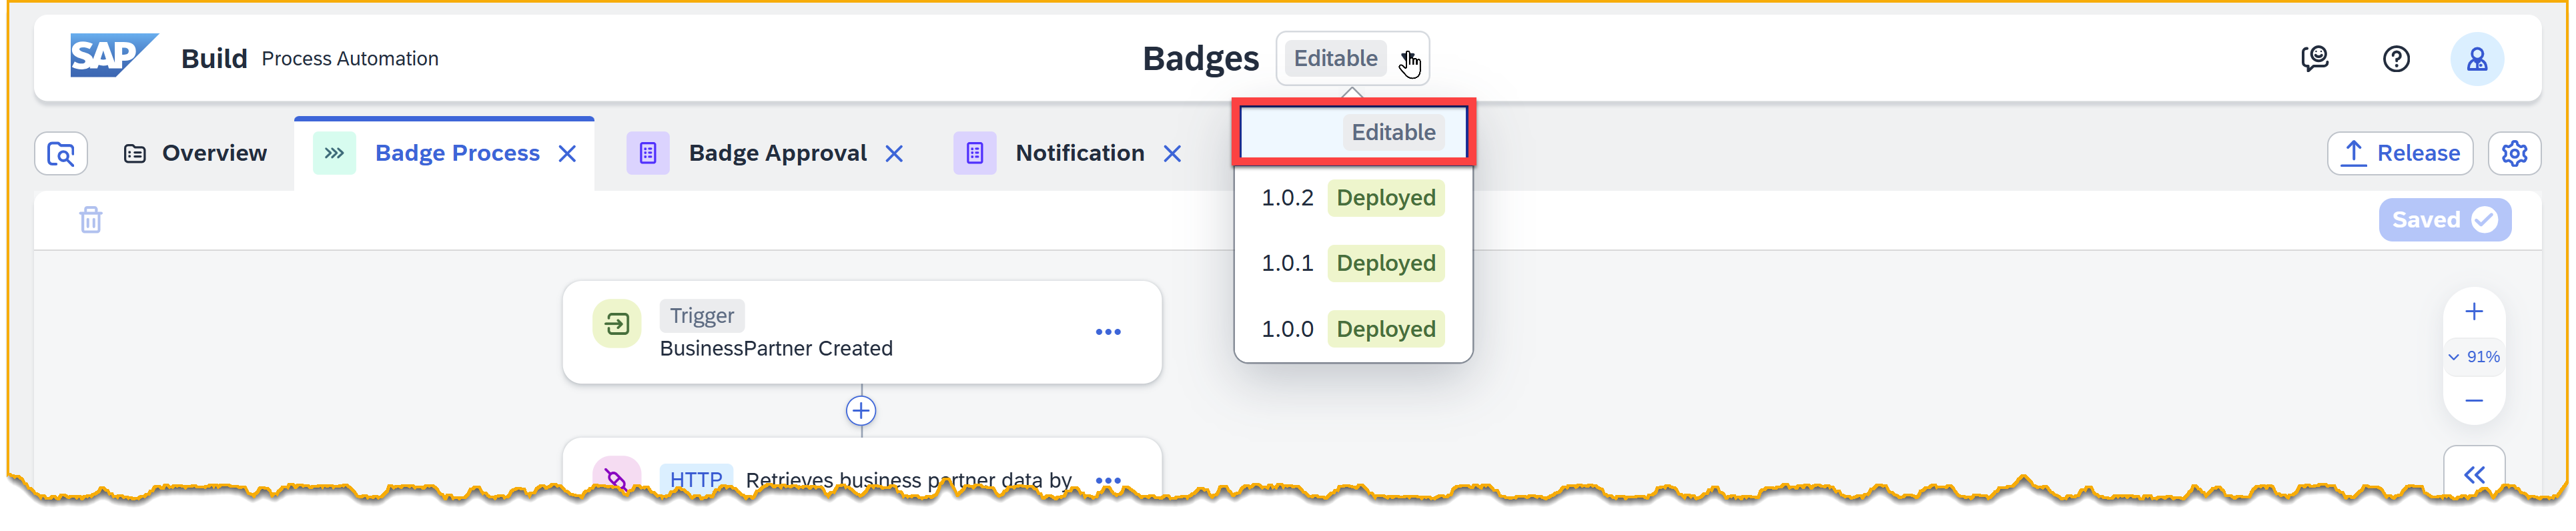 SAP Build Process Automation
Badges Editable
Editable
Overview
Badge Process
Badge Approval
Notification
Release
1.0.2 Deployed
Saved
1.0.1 Deployed
1.0.0 Deployed
Trigger
BusinessPartner Created
91%
HTTP Retrieves business partner data by